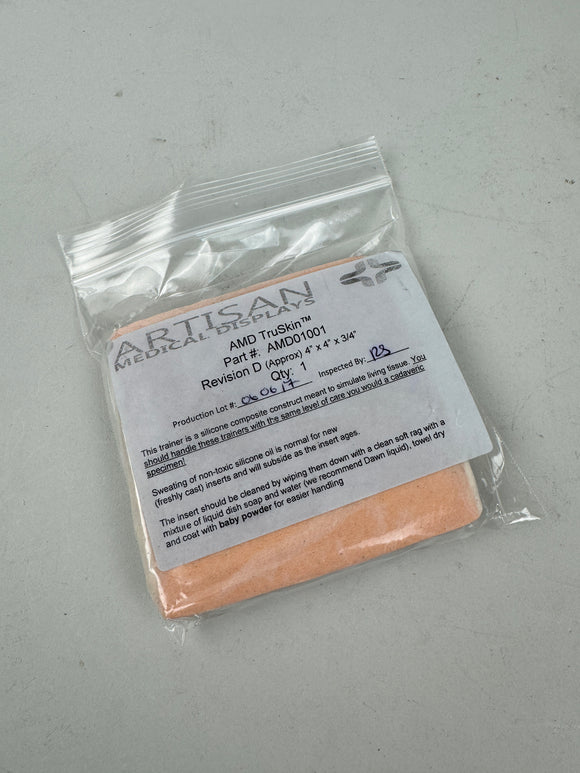 ARTISAN
MEDICAL DISPLAYS
AMD TruSkin™
Part #: AMD01001
Revision D (Approx) 4" x 4" x 3/4"
Qty: 1
Production Lot #: 060617 Inspected By: RS
This trainer is a silicone composite construct meant to simulate living tissue. You
should handle these trainers with the same level of care you would a cadaveric
specimen!
Sweating of non-toxic silicone oil is normal for new
(freshly cast) inserts and will subside as the insert ages.
The insert should be cleaned by wiping them down with a clean soft rag with a
mixture of liquid dish soap and water (we recommend Dawn liquid), towel dry
and coat with baby powder for easier handling